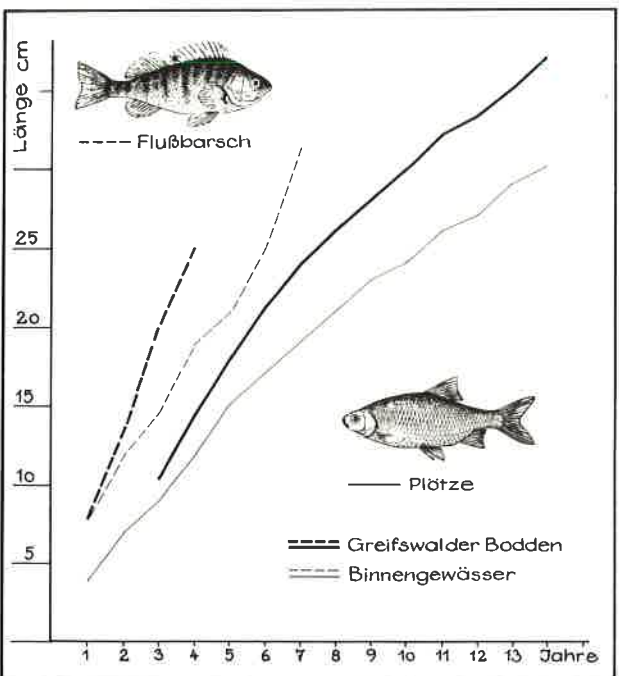 Länge cm
Flußbarsch
25
20
15
10
5
Plötze
Greifswalder Bodden
Binnengewässer
1 2 3 4 5 6 7 8 9 10 11 12 13 Jahre